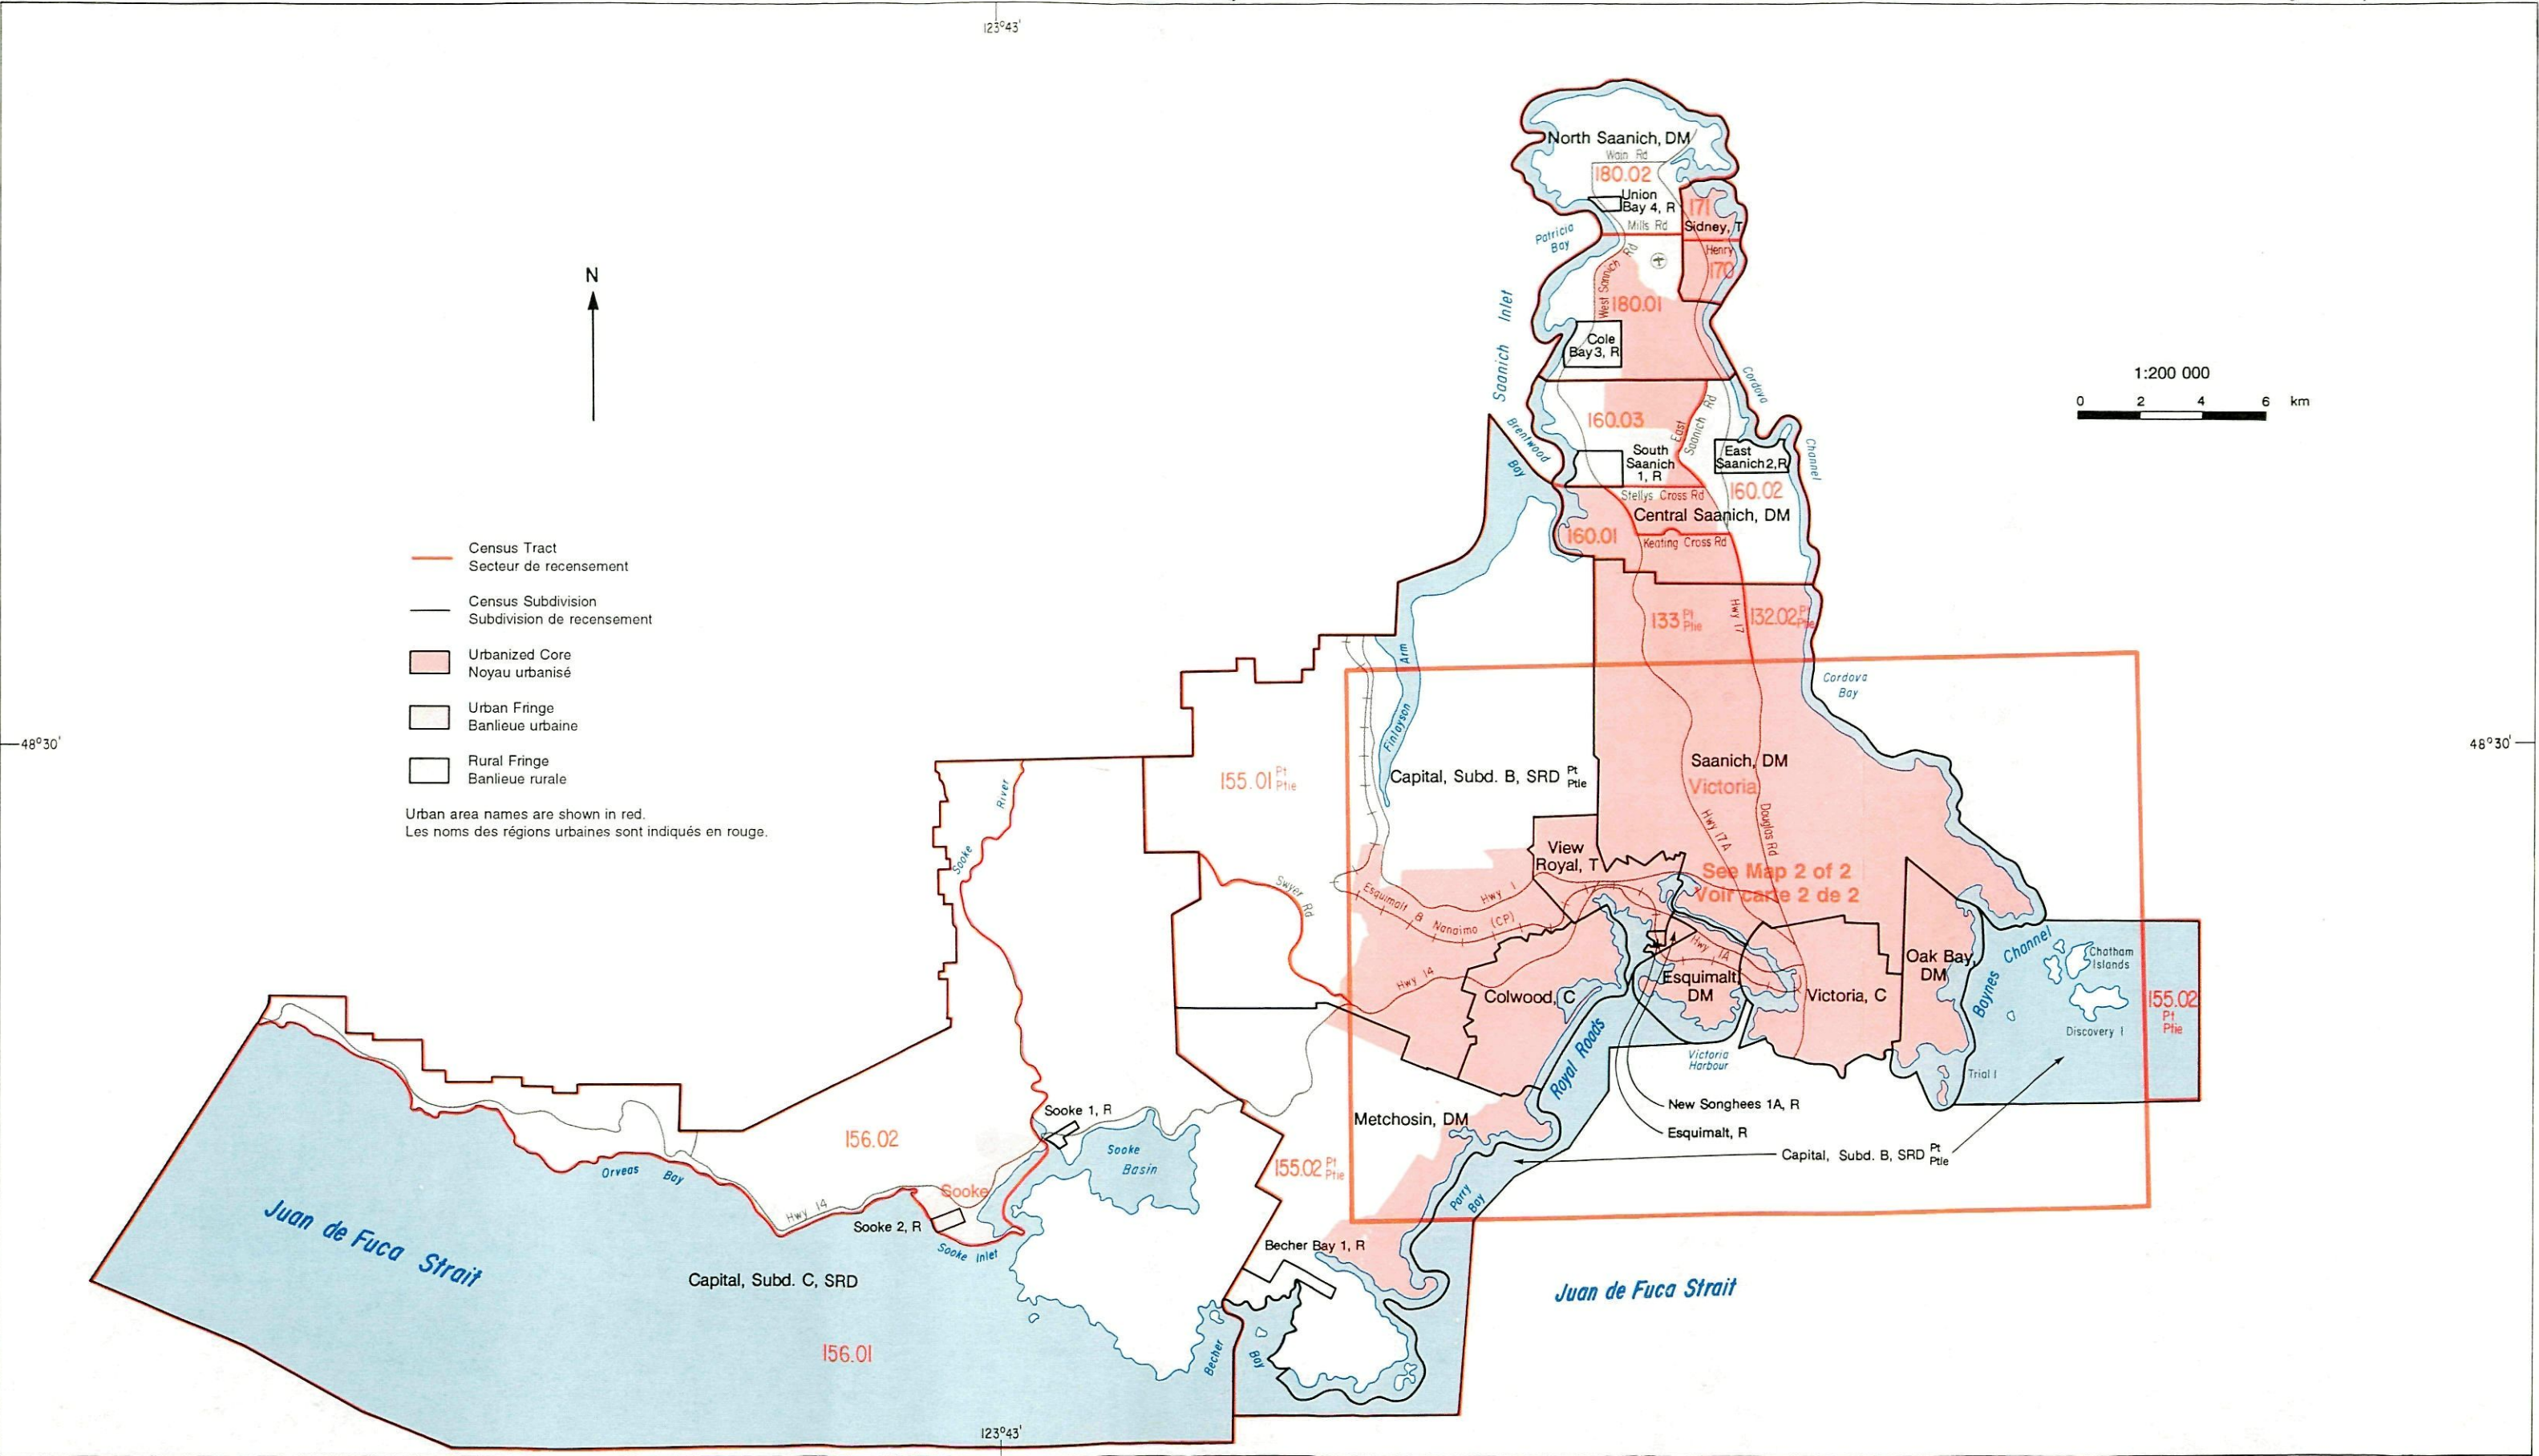 123°43'
North Saanich, DM
Wain Rd
180.02
Union
Bay 4, R
171
Sidney, T
Mills Rd
Patricia
Bay
Henry
170
West Saanich Rd
180.01
N
Saanich Inlet
Cole
Bay 3, R
Cordova
Channel
1:200 000
0 2 4 6 km
160.03
East
Saanich Rd
Brentwood
Bay
South
Saanich
1, R
East
Saanich 2, R
Stellys Cross Rd
160.02
Central Saanich, DM
160.01
Keating Cross Rd
Census Tract
Secteur de recensement
Census Subdivision
Subdivision de recensement
Urbanized Core
Noyau urbanisé
Urban Fringe
Banlieue urbaine
Rural Fringe
Banlieue rurale
Urban area names are shown in red.
Les noms des régions urbaines sont indiqués en rouge.
133 Pt
Ptie
Hwy 17
132.02 Pt
Ptie
Finlayson Arm
Cordova
Bay
48°30'
48°30'
155.01 Pt
Ptie
Capital, Subd. B, SRD Pt
Ptie
Saanich, DM
Victoria
Sooke River
Hwy 17A
Douglas Rd
View
Royal, T
See Map 2 of 2
Voir carte 2 de 2
Swyer Rd
Esquimalt & Nanaimo (CP)
Hwy 1
Hwy 14
Hwy 1A
Colwood, C
Esquimalt,
DM
Victoria, C
Oak Bay,
DM
Baynes Channel
Chatham
Islands
Discovery I
155.02
Pt
Ptie
Royal Roads
Victoria
Harbour
Trial I
New Songhees 1A, R
Esquimalt, R
Capital, Subd. B, SRD Pt
Ptie
Metchosin, DM
Sooke 1, R
156.02
Sooke
Basin
155.02 Pt
Ptie
Orveas Bay
Sooke
Parry
Bay
Hwy 14
Sooke 2, R
Sooke Inlet
Becher Bay 1, R
Juan de Fuca Strait
Capital, Subd. C, SRD
Juan de Fuca Strait
156.01
Becher
Bay
123°43'